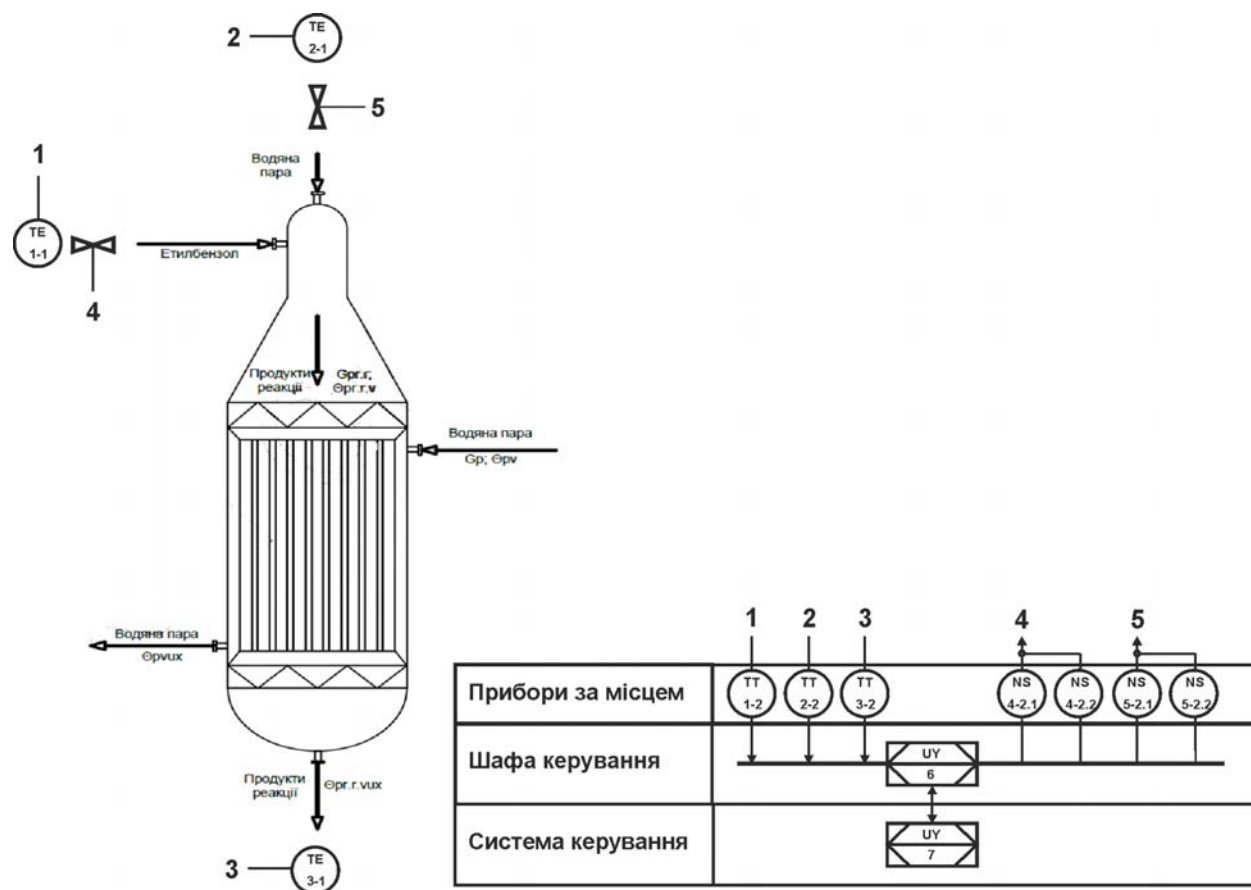 2
TE
2-1
5
Водяна
пара
1
TE
1-1
Етилбензол
4
Продукти
реакції
Gpr.r;
Θpr.r.v
Водяна пара
Gp; Θpv
Водяна пара
Θpvux
Продукти
реакції
Θpr.r.vux
3
TE
3-1
1
2
3
4
5
Прибори за місцем
TT
1-2
TT
2-2
TT
3-2
NS
4-2.1
NS
4-2.2
NS
5-2.1
NS
5-2.2
Шафа керування
UY
6
Система керування
UY
7